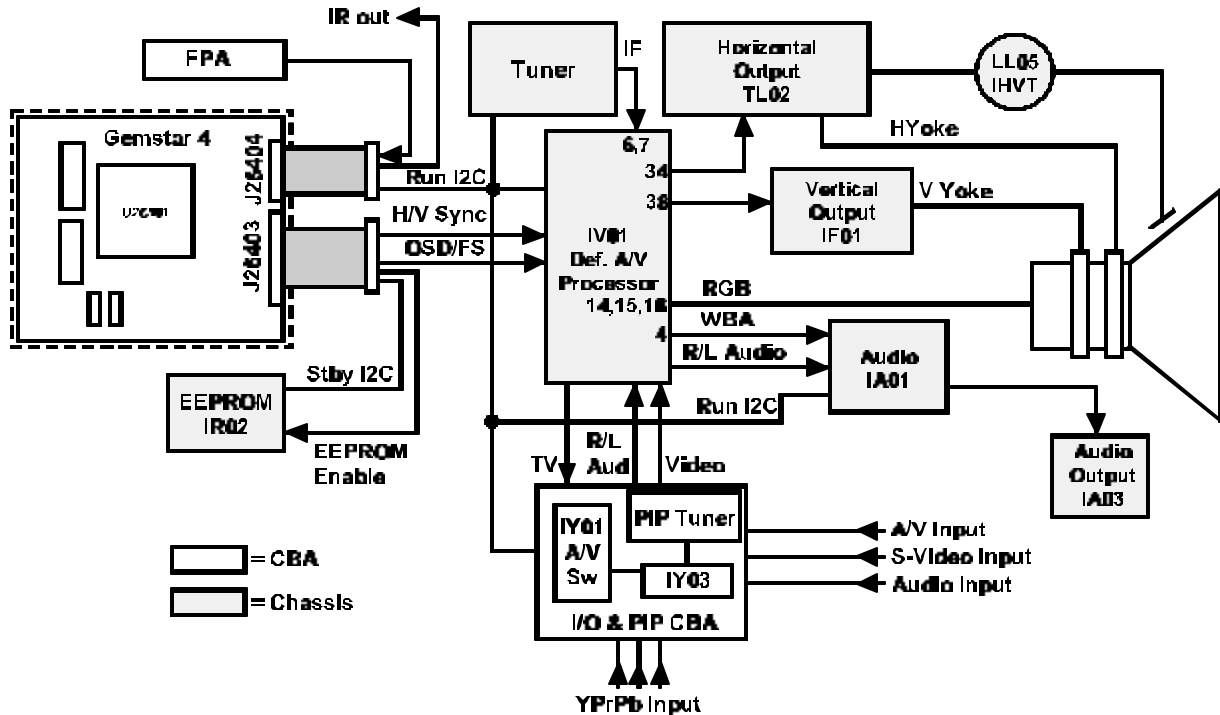 IR out
FPA
Tuner
IF
Horizontal
Output
TL02
LL05
IHVT
HYoke
Gemstar 4
J26404
Run I2C
6,7
34
38
Vertical
Output
IF01
V Yoke
J26403
H/V Sync
OSD/FS
IV01
Def. A/V
Processor
14,15,16
4
RGB
WBA
R/L Audio
Audio
IA01
Stby I2C
EEPROM
IR02
EEPROM
Enable
Run I2C
TV
R/L
Aud
Video
Audio
Output
IA03
IY01
A/V
Sw
PIP Tuner
IY03
I/O & PIP CBA
A/V Input
S-Video Input
Audio Input
= CBA
= Chassis
YPrPb Input